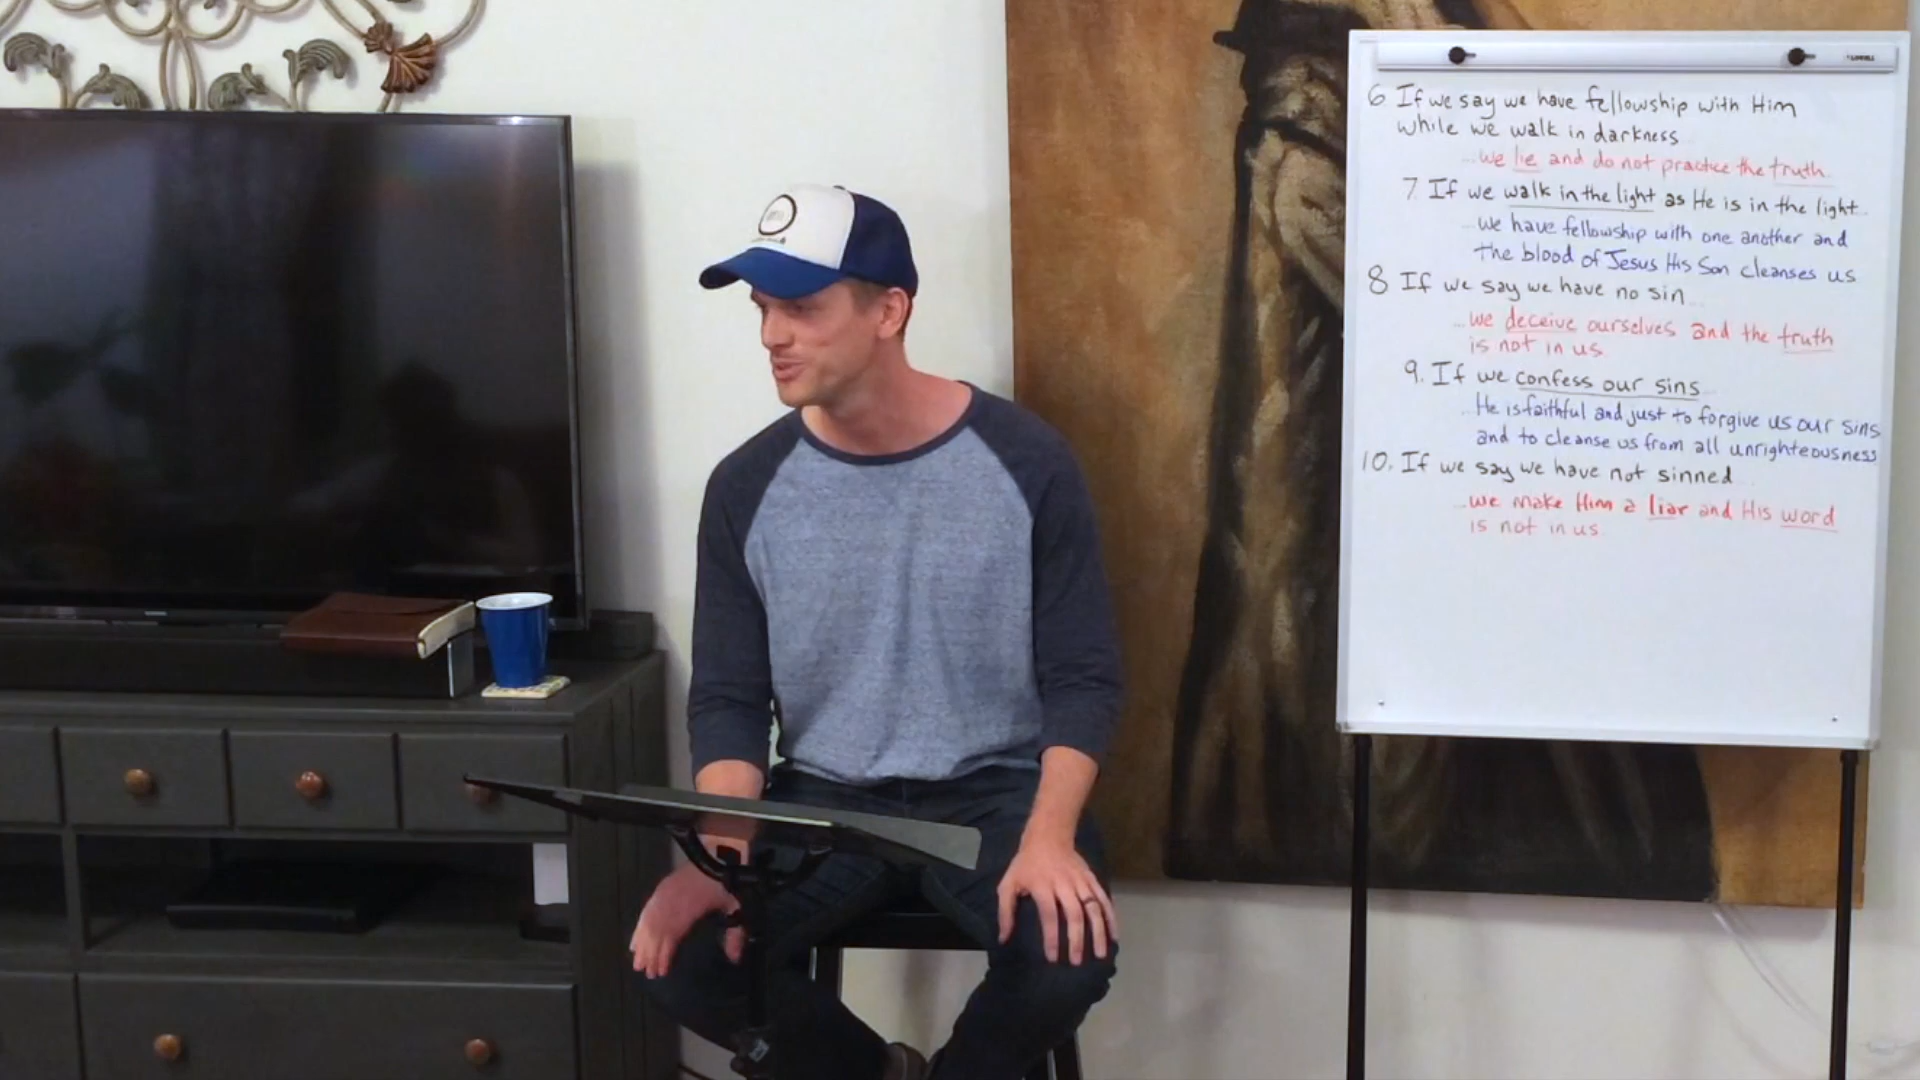 6 If we say we have fellowship with Him
while we walk in darkness
...we lie and do not practice the truth.
7. If we walk in the light as He is in the light...
...we have fellowship with one another and
the blood of Jesus His Son cleanses us
8 If we say we have no sin...
...we deceive ourselves and the truth
is not in us.
9. If we confess our sins...
...He is faithful and just to forgive us our sins
and to cleanse us from all unrighteousness
10. If we say we have not sinned...
...we make Him a liar and His word
is not in us.